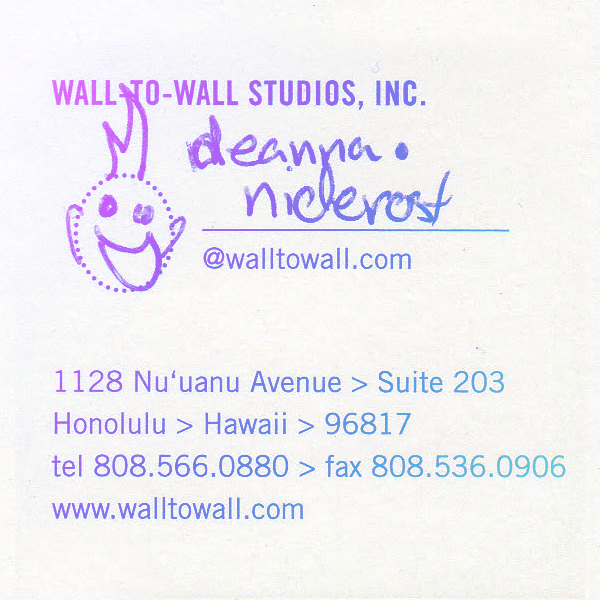 WALL-TO-WALL STUDIOS, INC.
deanna.
niderost
@walltowall.com
1128 Nu‘uanu Avenue > Suite 203
Honolulu > Hawaii > 96817
tel 808.566.0880 > fax 808.536.0906
www.walltowall.com